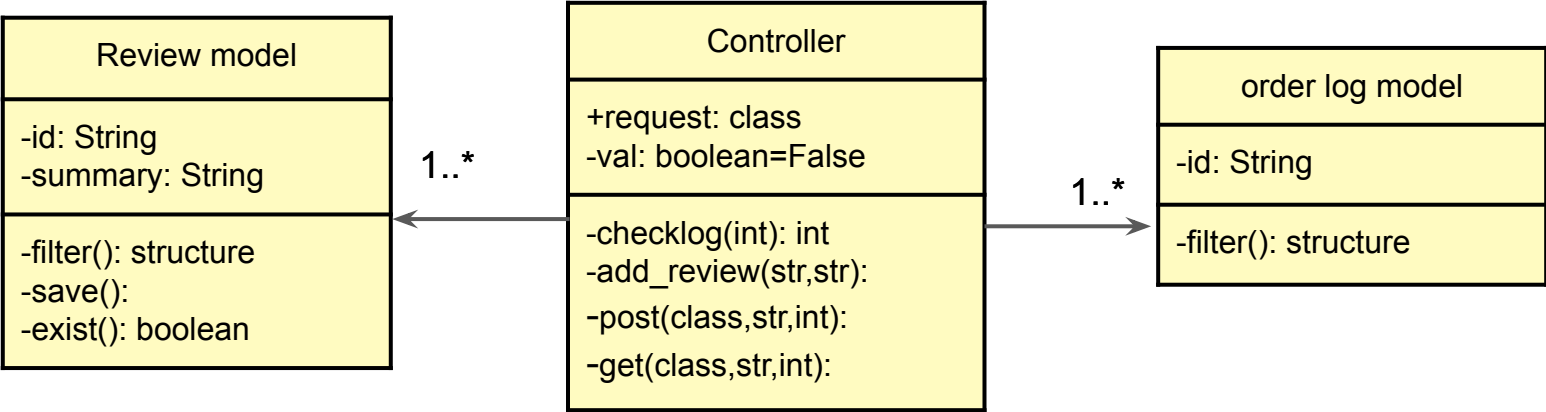 Review model
-id: String
-summary: String
-filter(): structure
-save():
-exist(): boolean
1..*
Controller
+request: class
-val: boolean=False
-checklog(int): int
-add_review(str,str):
-post(class,str,int):
-get(class,str,int):
1..*
order log model
-id: String
-filter(): structure